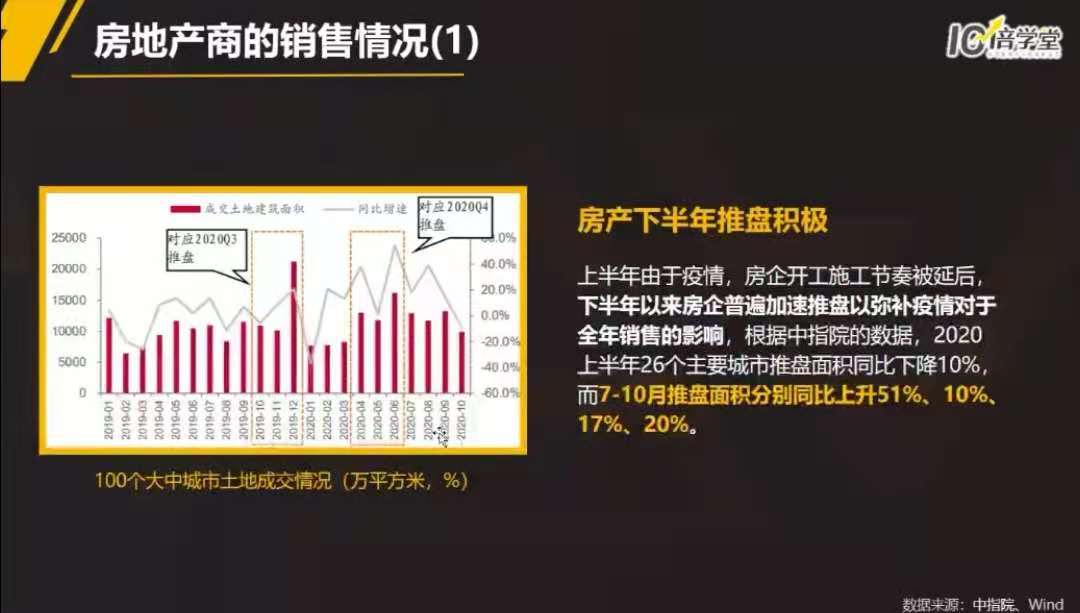 房地产商的销售情况(1)
10倍学堂
成交土地建筑面积
同比增速
对应2020Q4
推盘
对应2020Q3
推盘
25000
20000
15000
10000
5000
0
60.0%
40.0%
20.0%
0.0%
-20.0%
-40.0%
-60.0%
2019-01
2019-02
2019-03
2019-04
2019-05
2019-06
2019-07
2019-08
2019-09
2019-10
2019-11
2019-12
2020-01
2020-02
2020-03
2020-04
2020-05
2020-06
2020-07
2020-08
2020-09
2020-10
100个大中城市土地成交情况（万平方米，%）
房产下半年推盘积极
上半年由于疫情，房企开工施工节奏被延后，
下半年以来房企普遍加速推盘以弥补疫情对于
全年销售的影响，根据中指院的数据，2020
上半年26个主要城市推盘面积同比下降10%，
而7-10月推盘面积分别同比上升51%、10%、
17%、20%。
数据来源：中指院、Wind